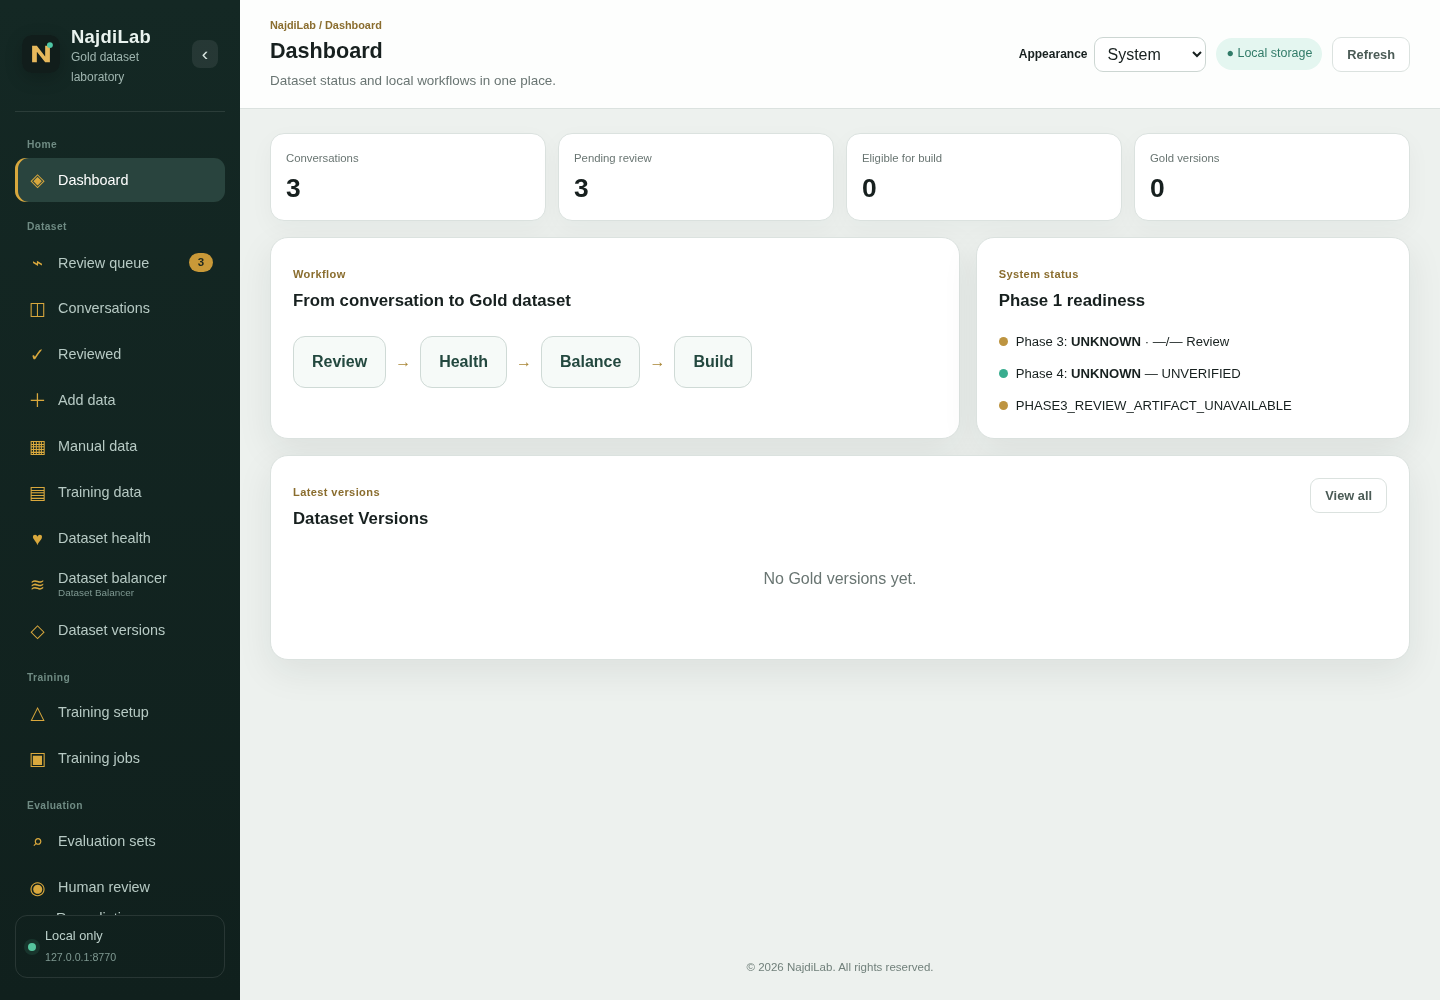 NajdiLab
Gold dataset
laboratory
Home
Dashboard
Dataset
Review queue 3
Conversations
Reviewed
Add data
Manual data
Training data
Dataset health
Dataset balancer
Dataset Balancer
Dataset versions
Training
Training setup
Training jobs
Evaluation
Evaluation sets
Human review
Local only
127.0.0.1:8770
NajdiLab / Dashboard
Dashboard
Dataset status and local workflows in one place.
Appearance System ● Local storage Refresh
Conversations
3
Pending review
3
Eligible for build
0
Gold versions
0
Workflow
From conversation to Gold dataset
Review → Health → Balance → Build
System status
Phase 1 readiness
Phase 3: UNKNOWN · —/— Review
Phase 4: UNKNOWN — UNVERIFIED
PHASE3_REVIEW_ARTIFACT_UNAVAILABLE
Latest versions
Dataset Versions
View all
No Gold versions yet.
© 2026 NajdiLab. All rights reserved.